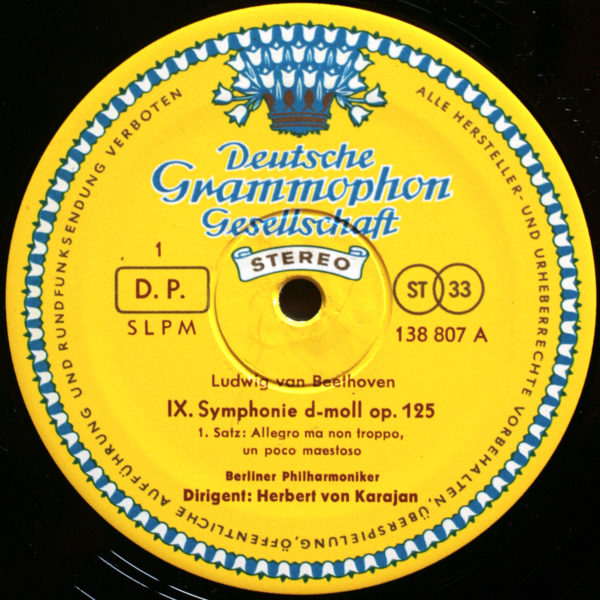 ALLE HERSTELLER- UND URHEBERRECHTE VORBEHALTEN, ÜBERSPIELUNG, ÖFFENTLICHE AUFFÜHRUNG UND RUNDFUNKSENDUNG VERBOTEN
Deutsche
Grammophon
Gesellschaft
STEREO
1
D. P.
SLPM
ST 33
138 807 A
Ludwig van Beethoven
IX. Symphonie d-moll op. 125
1. Satz: Allegro ma non troppo,
un poco maestoso
Berliner Philharmoniker
Dirigent: Herbert von Karajan